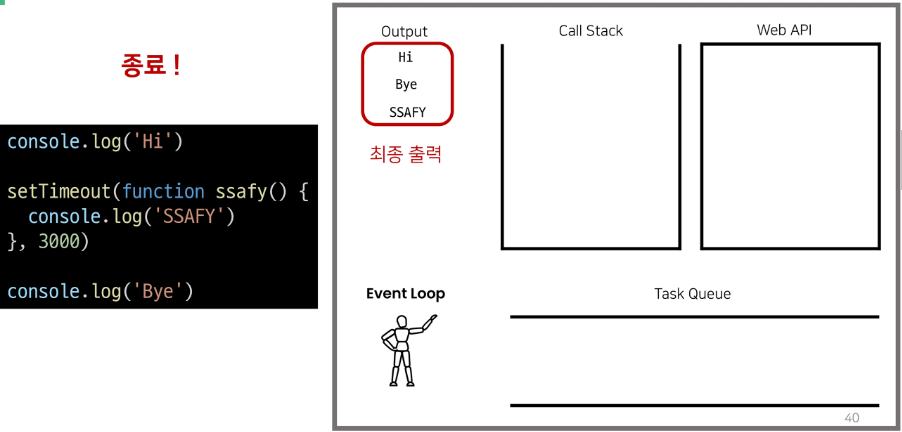 종료 !
console.log('Hi')
setTimeout(function ssafy() {
  console.log('SSAFY')
}, 3000)
console.log('Bye')
Output
Hi
Bye
SSAFY
최종 출력
Call Stack
Web API
Event Loop
Task Queue
40